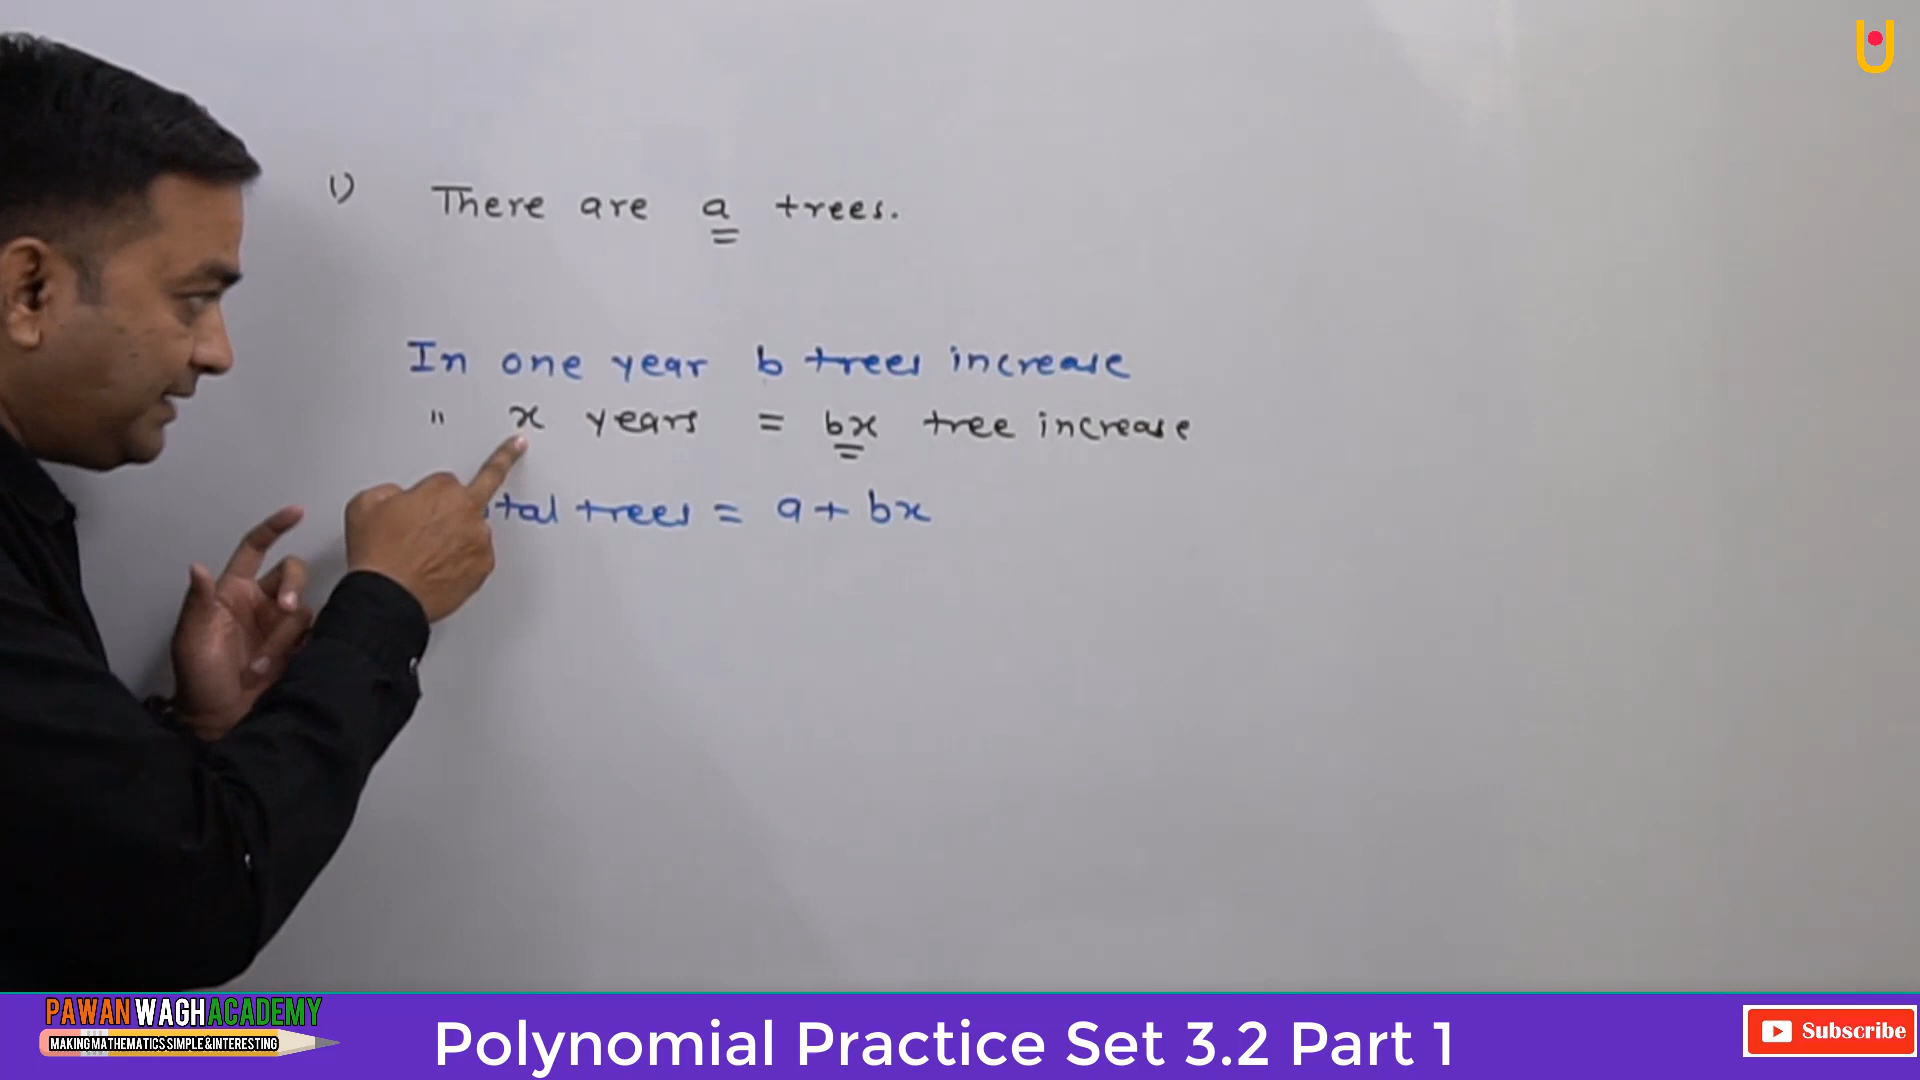 1) There are a trees.
In one year b trees increase
" x years = bx tree increase
tal trees = a + bx
PAWAN WAGH ACADEMY
MAKING MATHEMATICS SIMPLE & INTERESTING
Polynomial Practice Set 3.2 Part 1
Subscribe